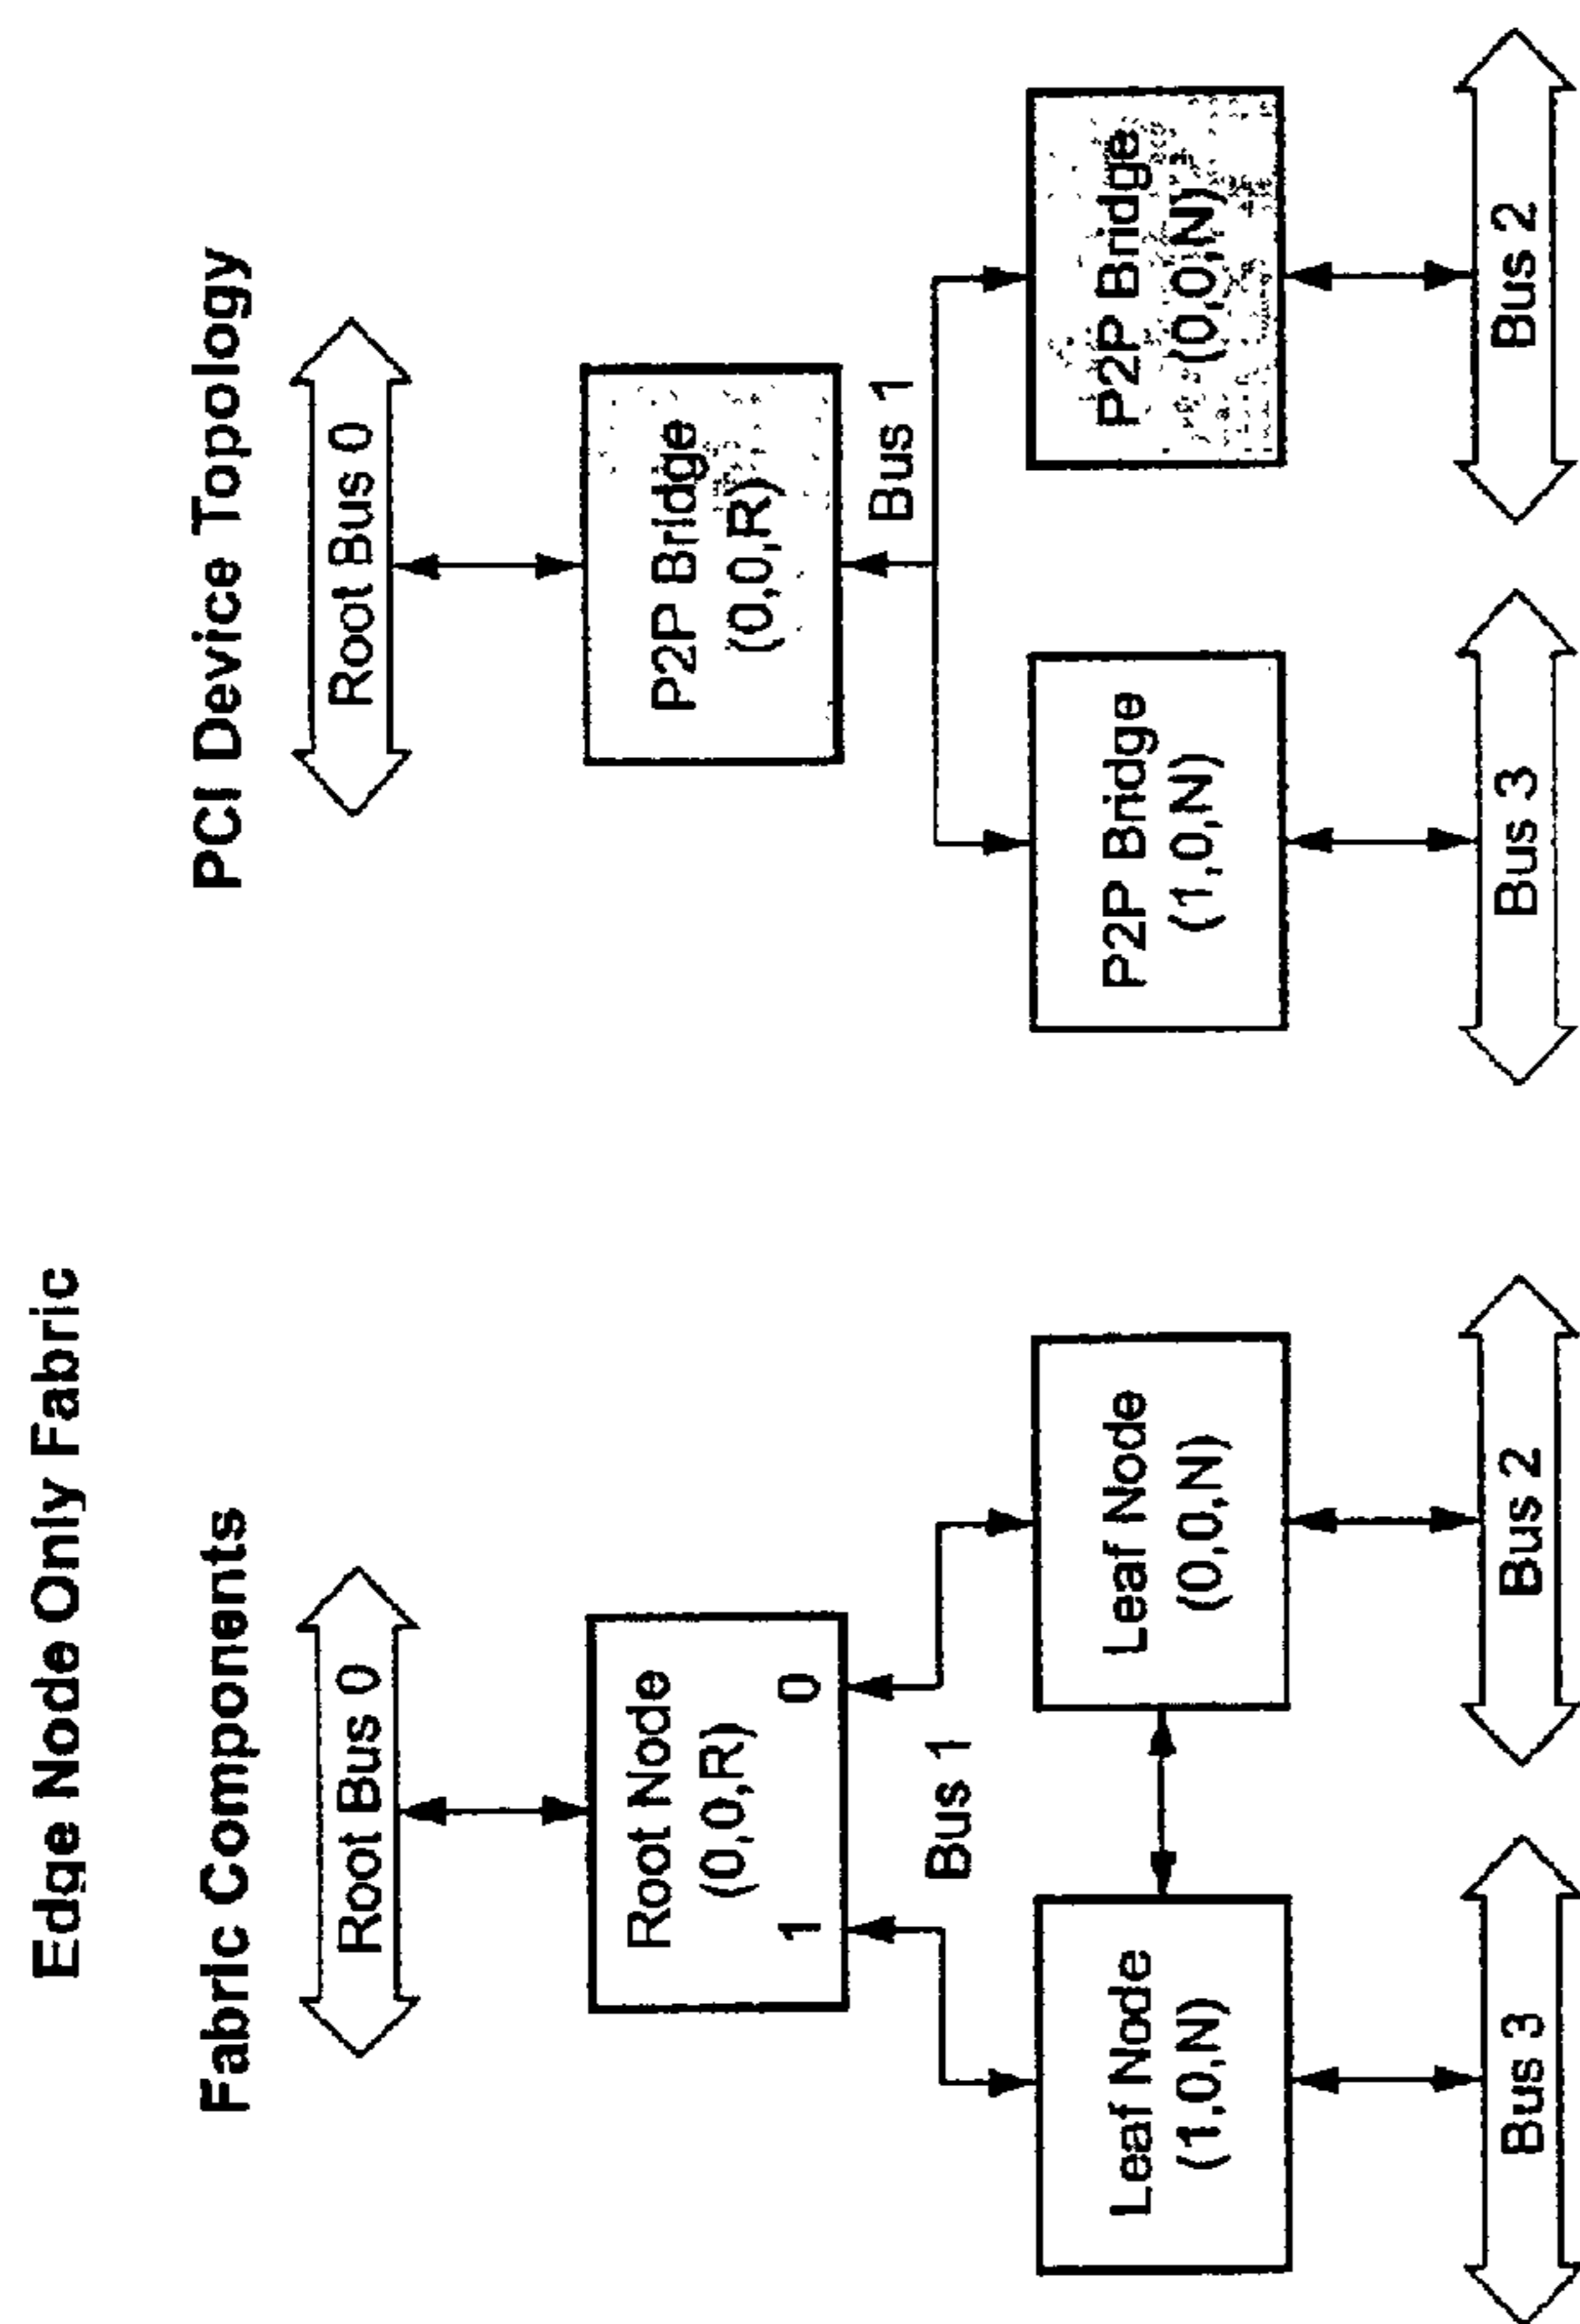 Edge Node Only Fabric
Fabric Components
Root Bus 0
Root Node
(0,0,R)
1 0
Bus 1
Leaf Node
(1,0,N)
Leaf Node
(0,0,N)
Bus 3
Bus 2
PCI Device Topology
Root Bus 0
P2P Bridge
(0,0,R)
Bus 1
P2P Bridge
(1,0,N)
P2P Bridge
(0,0,N)
Bus 3
Bus 2